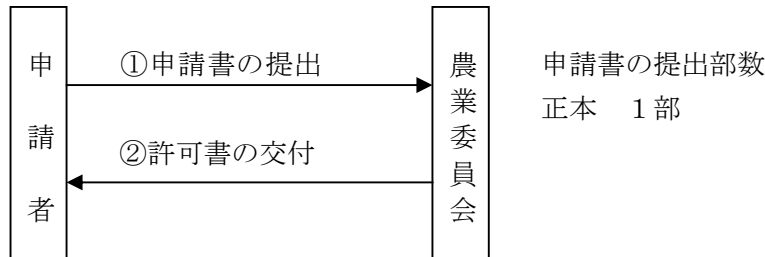 申請者
①申請書の提出
②許可書の交付
農業委員会
申請書の提出部数
正本　１部